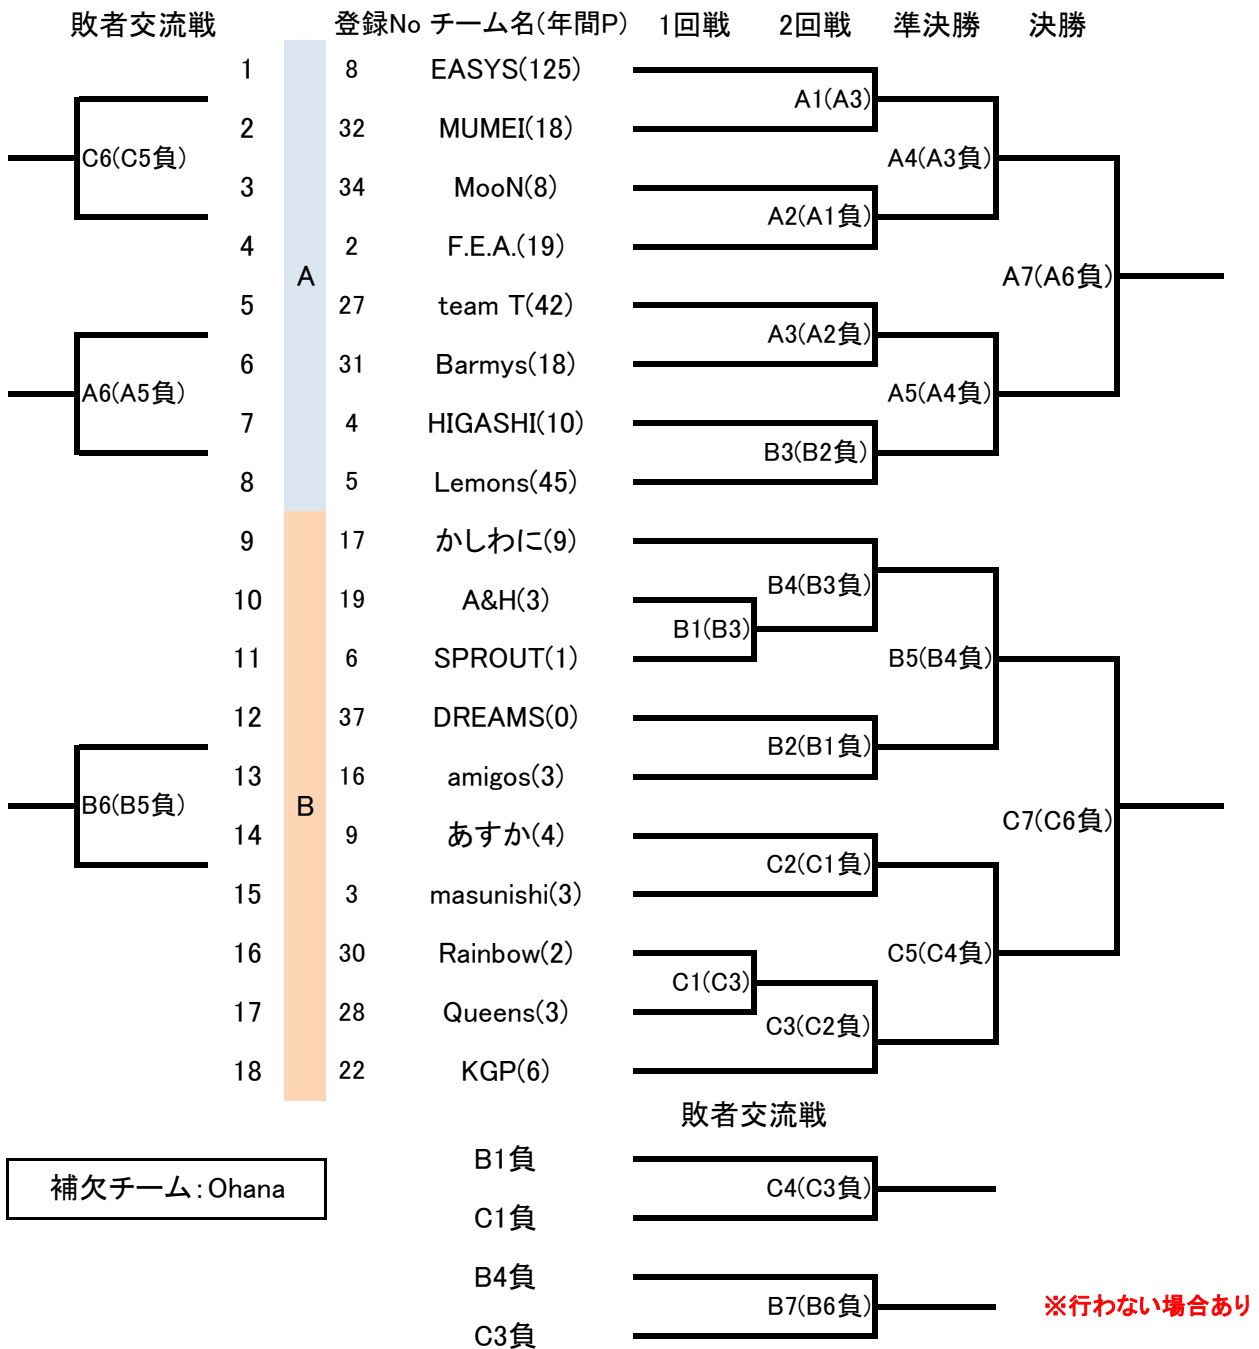 敗者交流戦 登録No チーム名(年間P) 1回戦 2回戦 準決勝 決勝
1 8 EASYS(125)
A1(A3)
2 32 MUMEI(18)
C6(C5負) A4(A3負)
3 34 MooN(8)
A2(A1負)
4 2 F.E.A.(19)
A A7(A6負)
5 27 team T(42)
A3(A2負)
6 31 Barmys(18)
A6(A5負) A5(A4負)
7 4 HIGASHI(10)
B3(B2負)
8 5 Lemons(45)
9 17 かしわに(9)
B4(B3負)
10 19 A&H(3)
B1(B3)
11 6 SPROUT(1) B5(B4負)
12 37 DREAMS(0)
B2(B1負)
13 16 amigos(3)
B6(B5負) B C7(C6負)
14 9 あすか(4)
C2(C1負)
15 3 masunishi(3)
16 30 Rainbow(2) C5(C4負)
C1(C3)
17 28 Queens(3)
C3(C2負)
18 22 KGP(6)
敗者交流戦
B1負
補欠チーム：Ohana C4(C3負)
C1負
B4負
B7(B6負) ※行わない場合あり
C3負